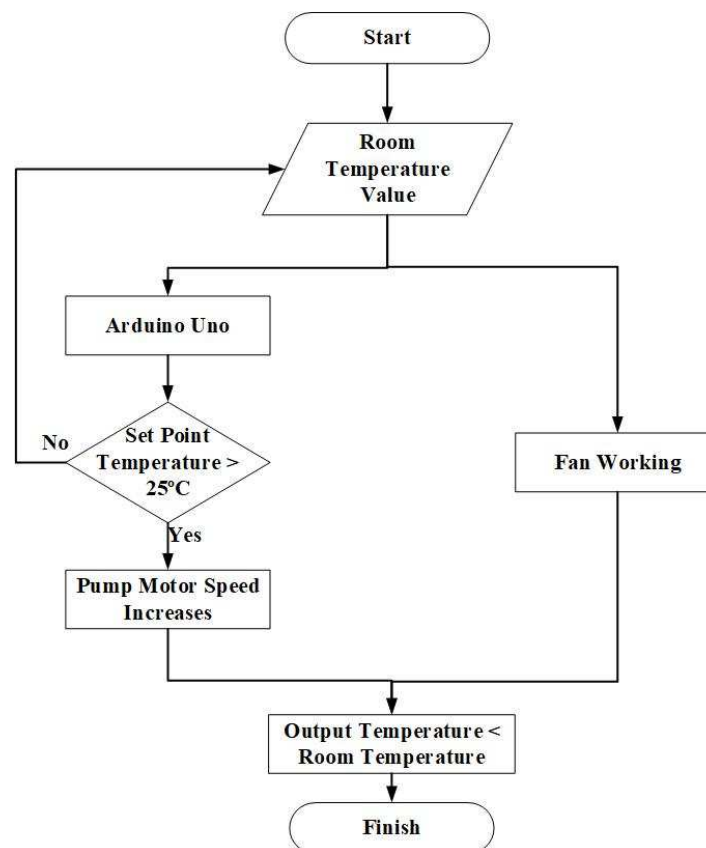 Start
Room
Temperature
Value
Arduino Uno
No
Set Point
Temperature >
25°C
Fan Working
Yes
Pump Motor Speed
Increases
Output Temperature <
Room Temperature
Finish